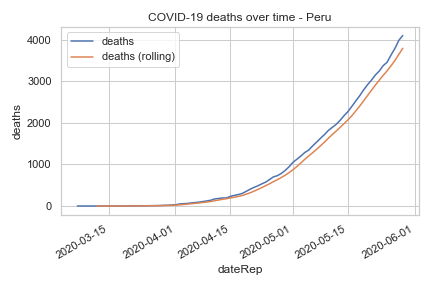 COVID-19 deaths over time - Peru
deaths
deaths (rolling)
4000
3000
2000
1000
0
deaths
2020-03-15
2020-04-01
2020-04-15
2020-05-01
2020-05-15
2020-06-01
dateRep